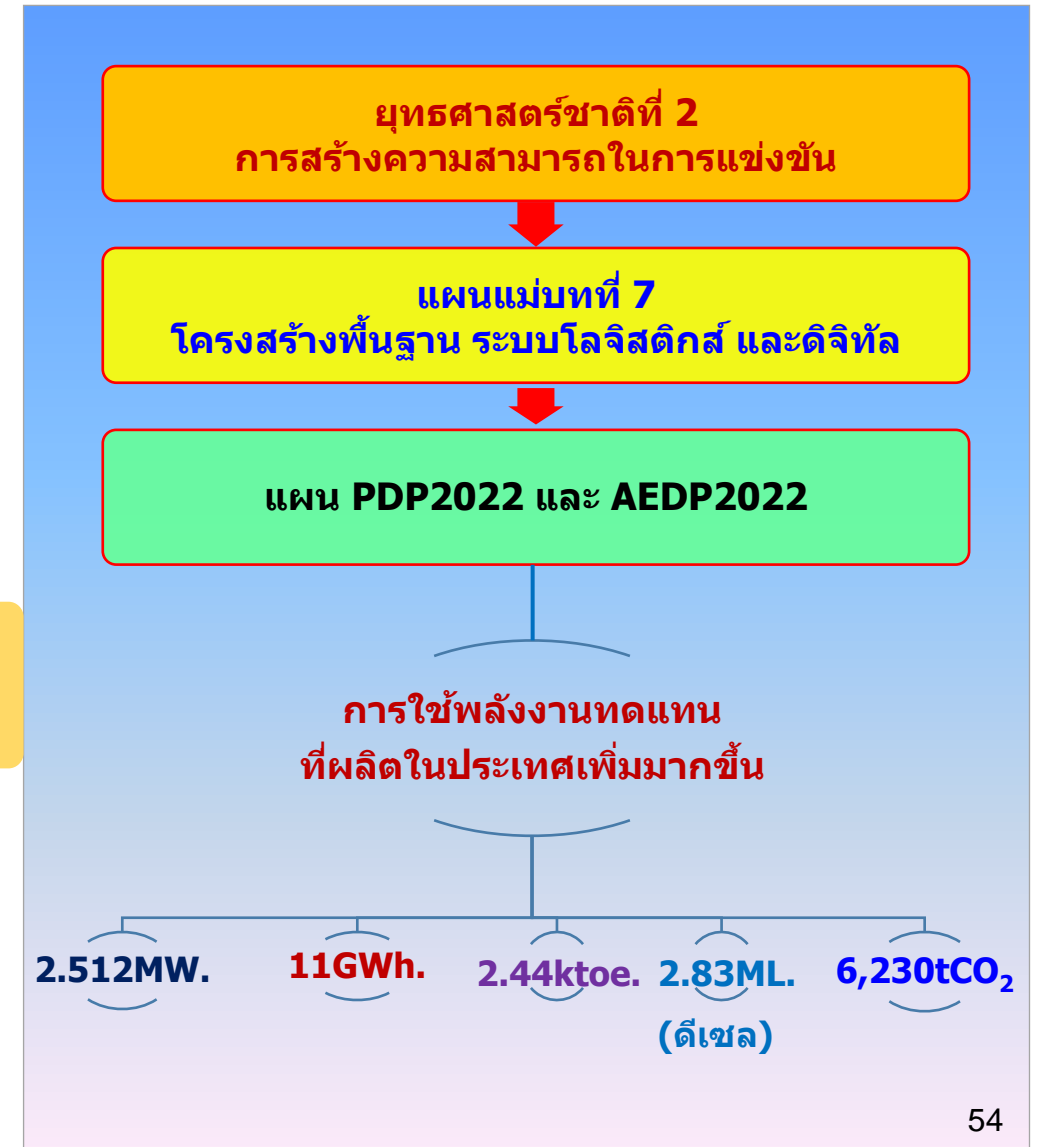 ยุทธศาสตร์ชาติที่ 2
การสร้างความสามารถในการแข่งขัน
แผนแม่บทที่ 7
โครงสร้างพื้นฐาน ระบบโลจิสติกส์ และดิจิทัล
แผน PDP2022 และ AEDP2022
การใช้พลังงานทดแทน
ที่ผลิตในประเทศเพิ่มมากขึ้น
2.512MW. 11GWh. 2.44ktoe. 2.83ML. 6,230tCO₂
(ดีเซล)
54